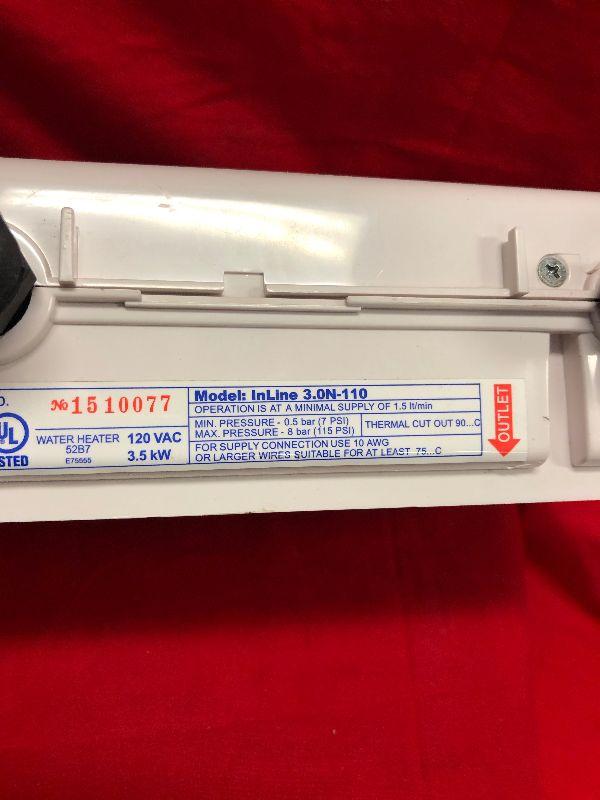 D.
№1510077
UL
STED
WATER HEATER
52B7
E75555
120 VAC
3.5 kW
Model: InLine 3.0N-110
OPERATION IS AT A MINIMAL SUPPLY OF 1.5 lt/min
MIN. PRESSURE - 0.5 bar (7 PSI)
MAX. PRESSURE - 8 bar (115 PSI)
THERMAL CUT OUT 90...C
FOR SUPPLY CONNECTION USE 10 AWG
OR LARGER WIRES SUITABLE FOR AT LEAST 75...C
OUTLET